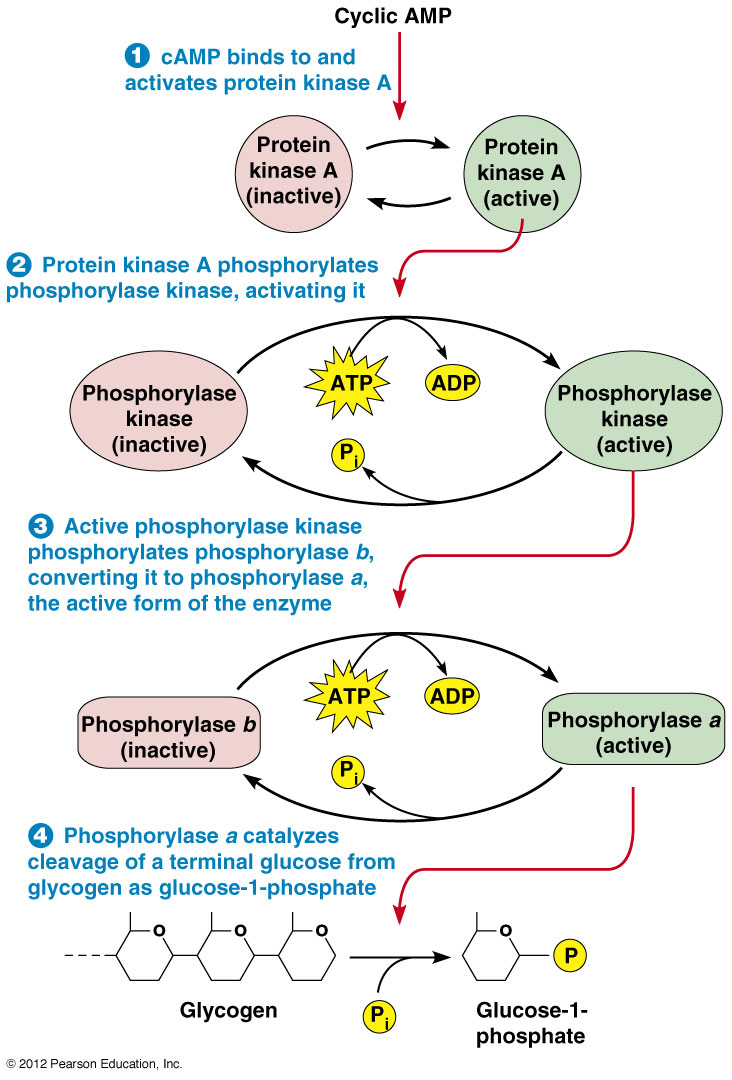 Cyclic AMP
1 cAMP binds to and
activates protein kinase A
Protein
kinase A
(inactive)
Protein
kinase A
(active)
2 Protein kinase A phosphorylates
phosphorylase kinase, activating it
ATP
ADP
Phosphorylase
kinase
(inactive)
Phosphorylase
kinase
(active)
Pi
3 Active phosphorylase kinase
phosphorylates phosphorylase b,
converting it to phosphorylase a,
the active form of the enzyme
ATP
ADP
Phosphorylase b
(inactive)
Phosphorylase a
(active)
Pi
4 Phosphorylase a catalyzes
cleavage of a terminal glucose from
glycogen as glucose-1-phosphate
O
O
O
O
P
Glycogen
Pi
Glucose-1-
phosphate
© 2012 Pearson Education, Inc.